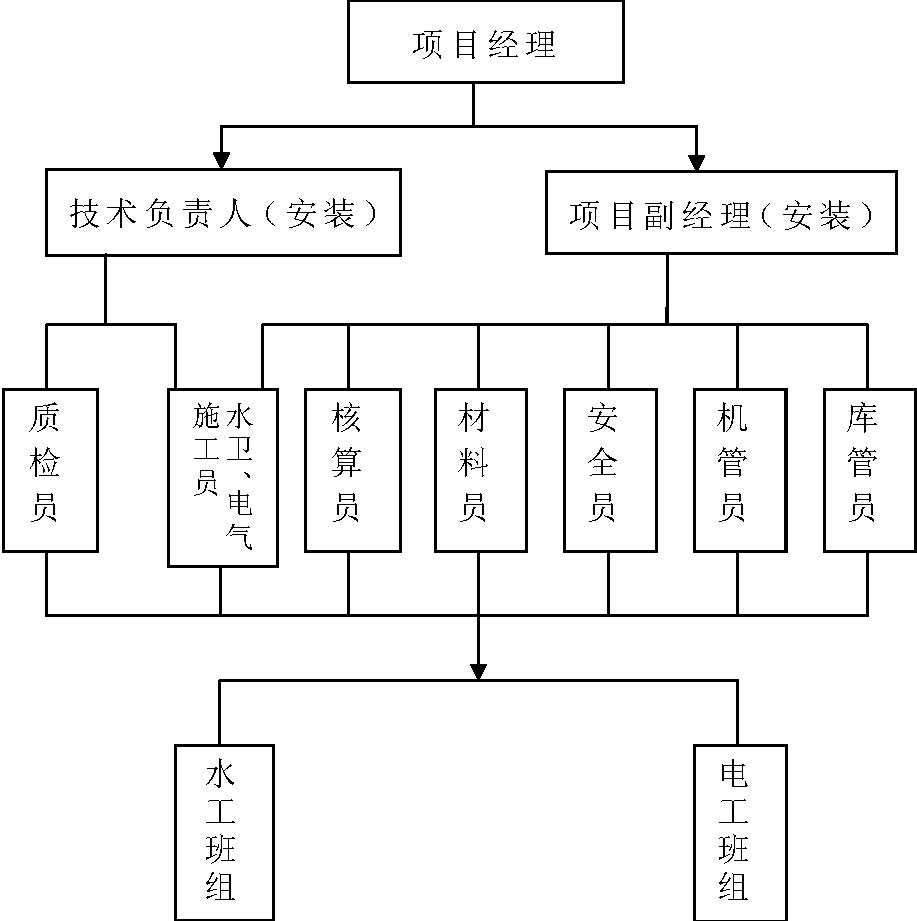 项目经理
技术负责人（安装）
项目副经理（安装）
质检员
水卫、电气
施工员
核算员
材料员
安全员
机管员
库管员
水工班组
电工班组